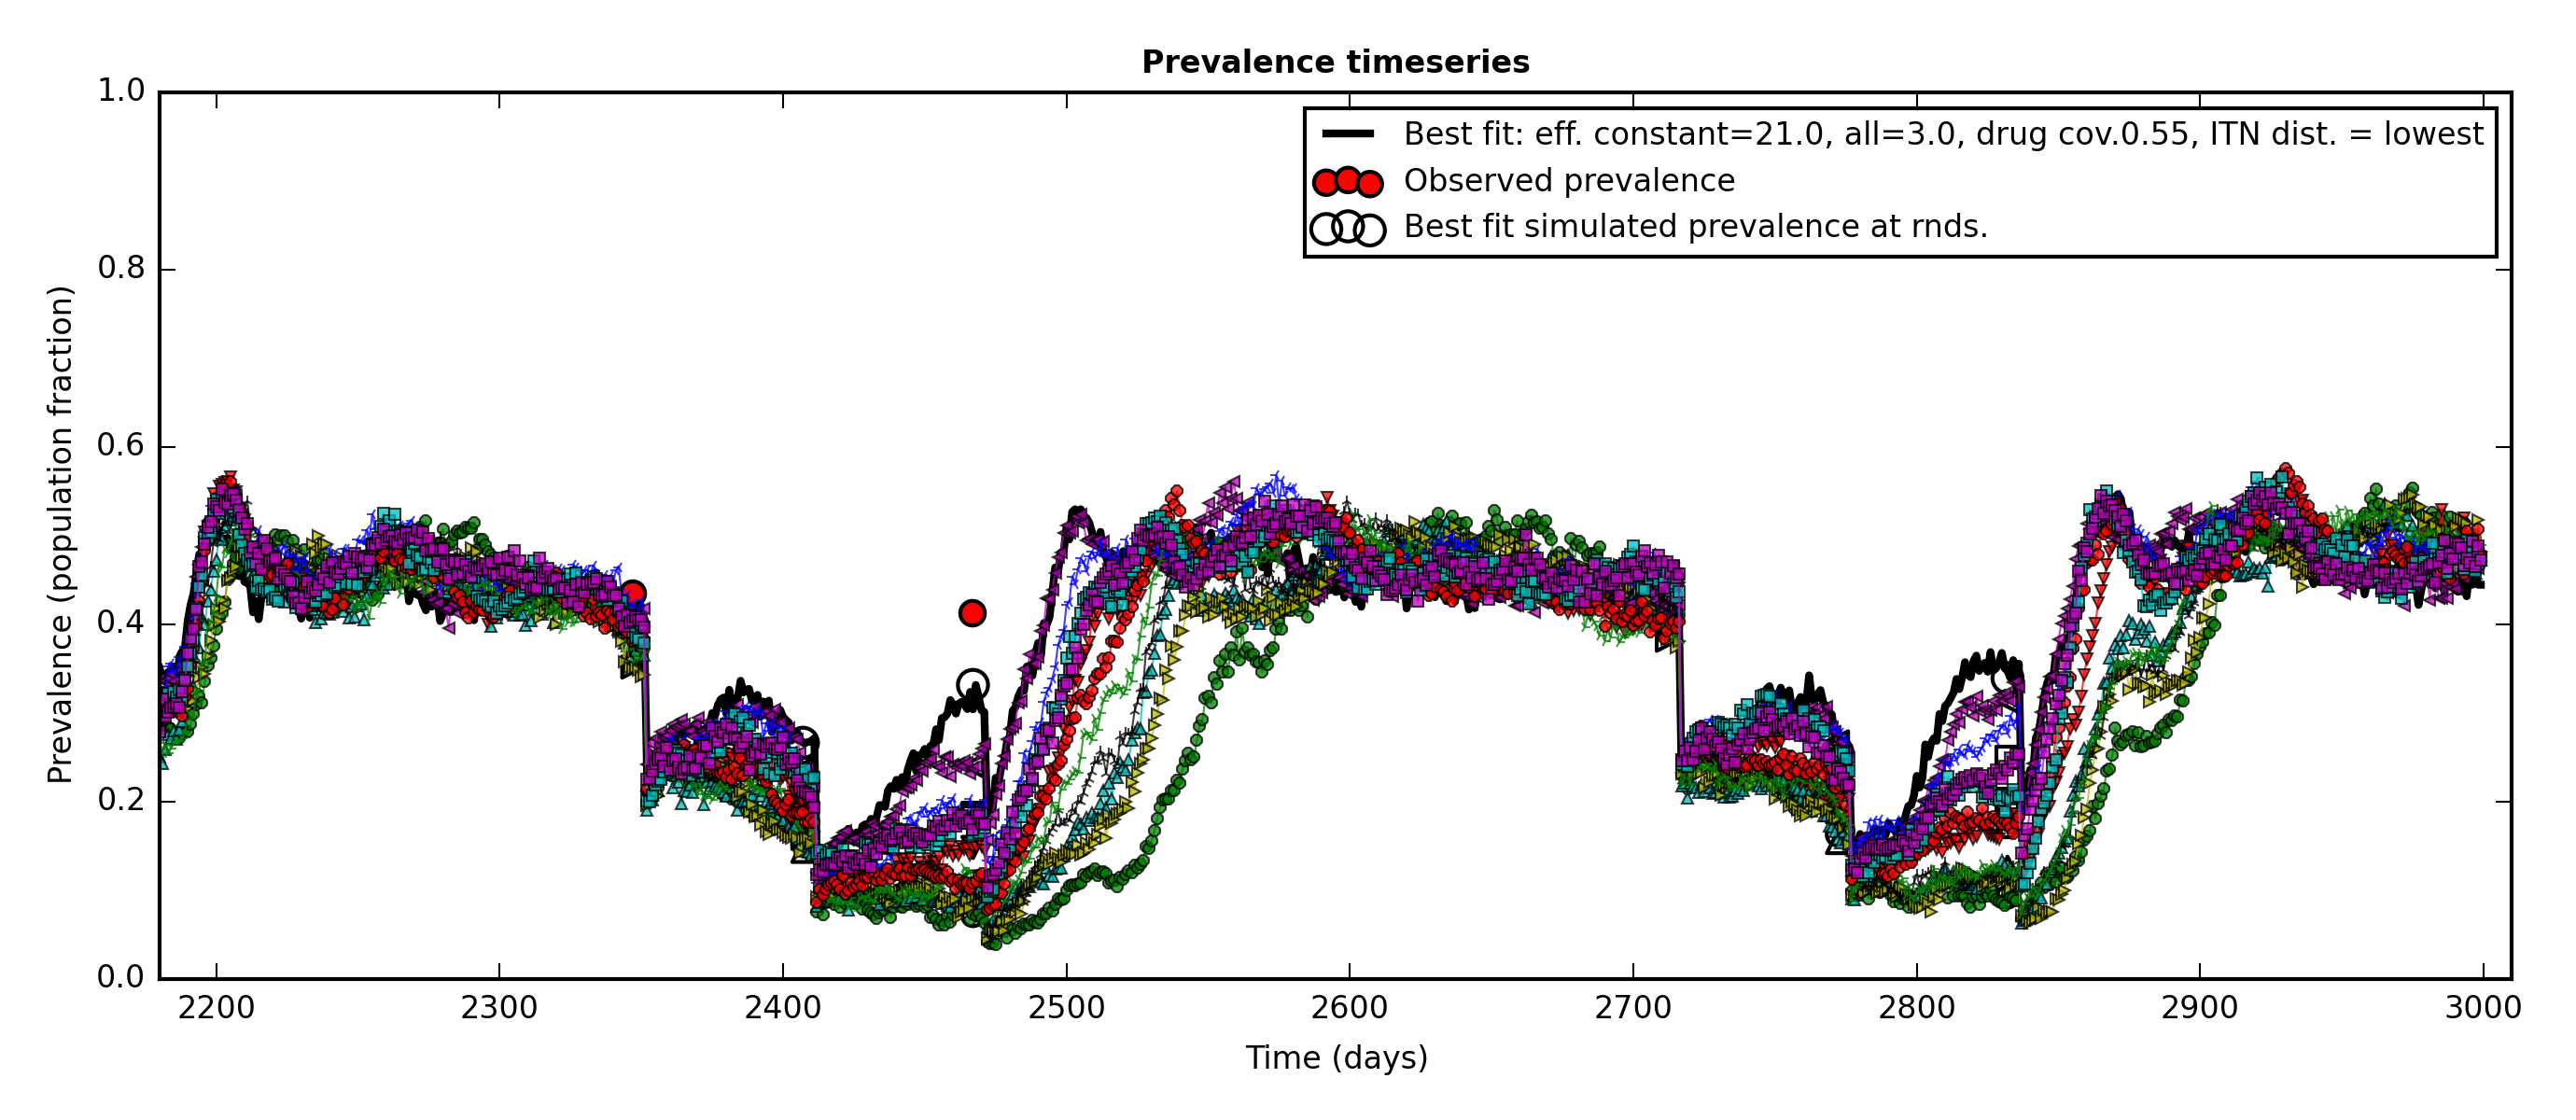 Prevalence timeseries
Best fit: eff. constant=21.0, all=3.0, drug cov.0.55, ITN dist. = lowest
Observed prevalence
Best fit simulated prevalence at rnds.
Prevalence (population fraction)
1.0
0.8
0.6
0.4
0.2
0.0
2200 2300 2400 2500 2600 2700 2800 2900 3000
Time (days)